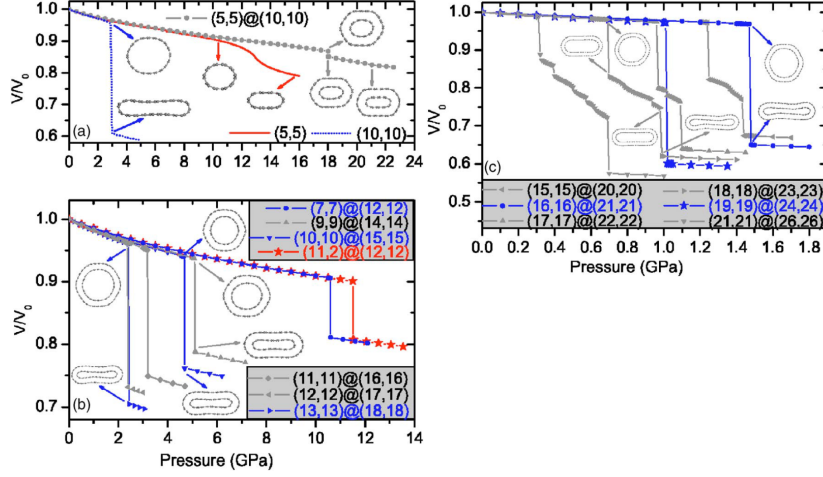 (5,5)@(10,10)
1.0
0.9
0.8
0.7
0.6
V/V0
(a)
(5,5)
(10,10)
0 2 4 6 8 10 12 14 16 18 20 22 24
(7,7)@(12,12)
(9,9)@(14,14)
(10,10)@(15,15)
(11,2)@(12,12)
1.0
0.9
0.8
0.7
V/V0
(b)
(11,11)@(16,16)
(12,12)@(17,17)
(13,13)@(18,18)
0 2 4 6 8 10 12 14
Pressure (GPa)
1.0
0.9
0.8
0.7
0.6
0.5
V/V0
(c)
(15,15)@(20,20) (18,18)@(23,23)
(16,16)@(21,21) (19,19)@(24,24)
(17,17)@(22,22) (21,21)@(26,26)
0.0 0.2 0.4 0.6 0.8 1.0 1.2 1.4 1.6 1.8
Pressure (GPa)